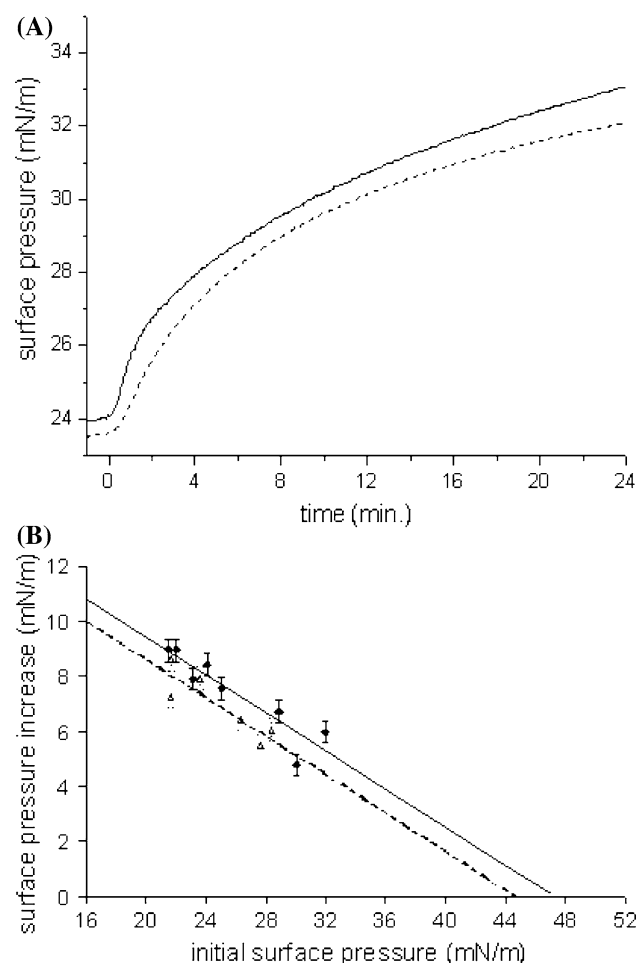 (A)
surface pressure (mN/m)
34
32
30
28
26
24
0 4 8 12 16 20 24
time (min.)
(B)
surface pressure increase (mN/m)
12
10
8
6
4
2
0
16 20 24 28 32 36 40 44 48 52
initial surface pressure (mN/m)